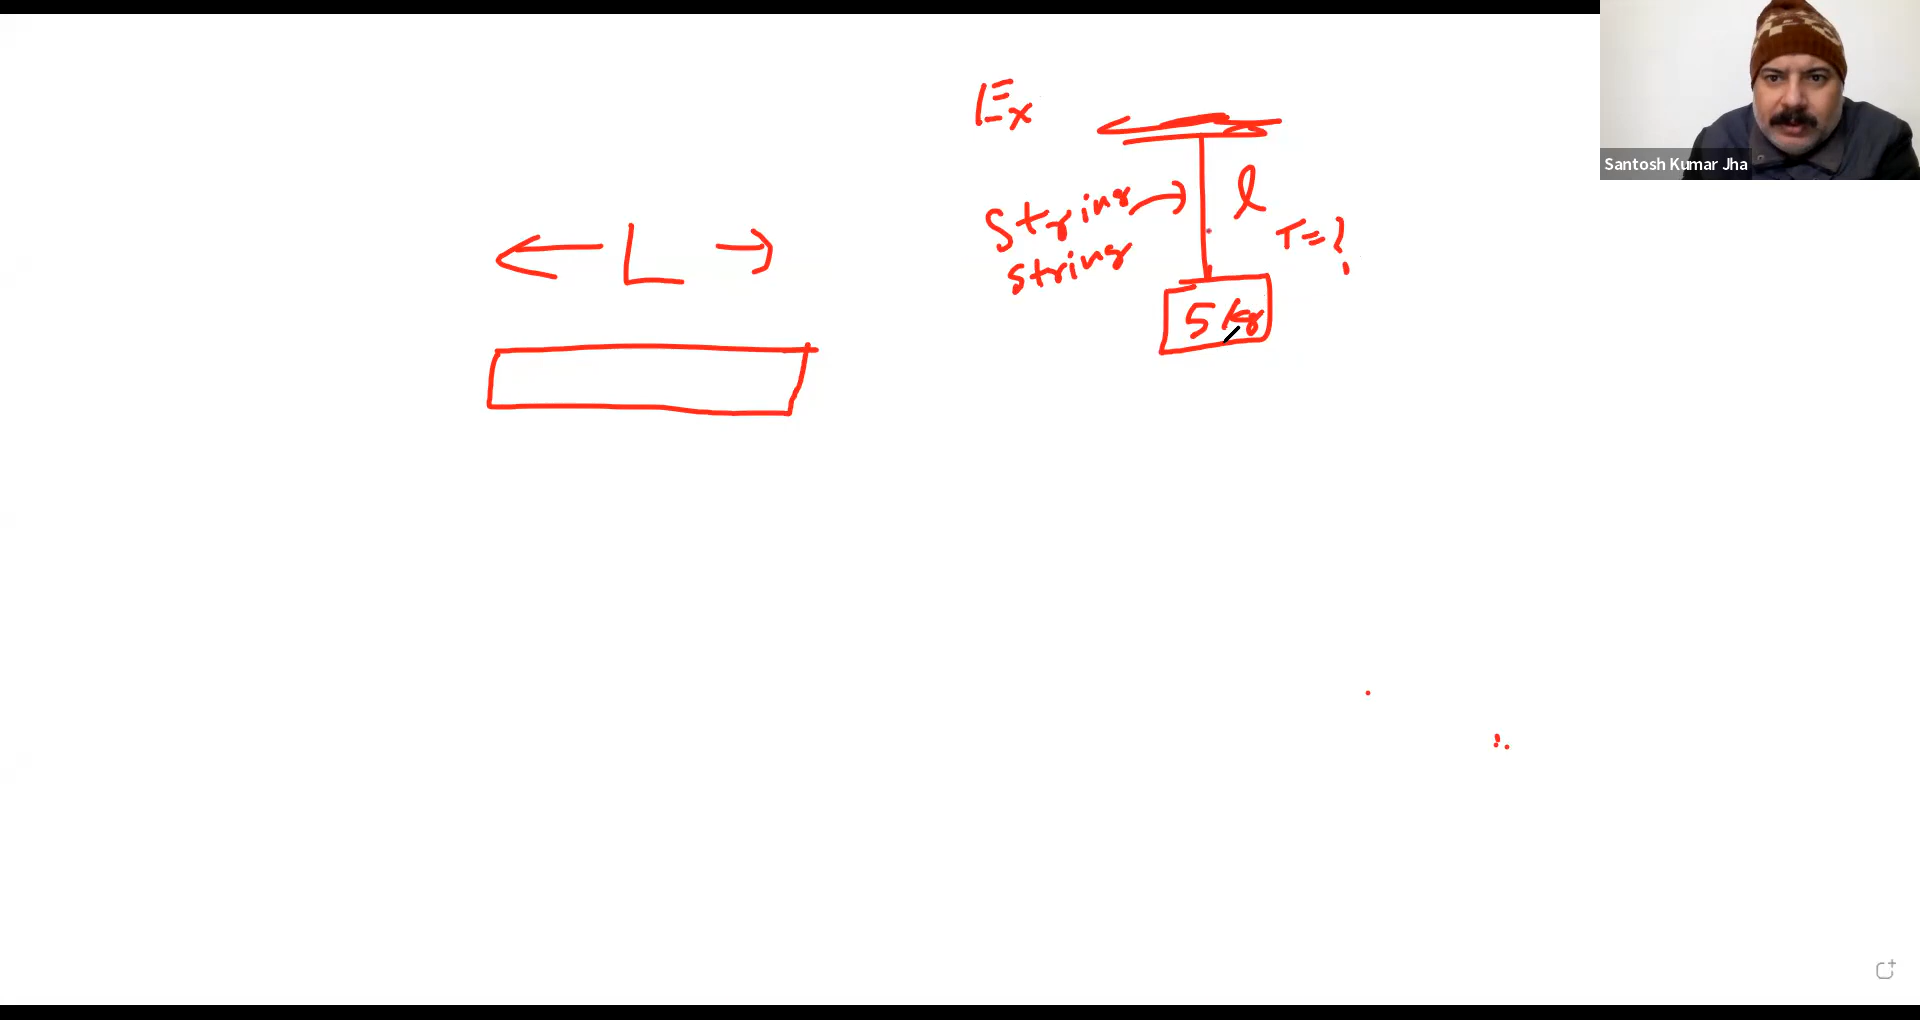 Ex
Santosh Kumar Jha
String
l
T=?
String
L
5 kg